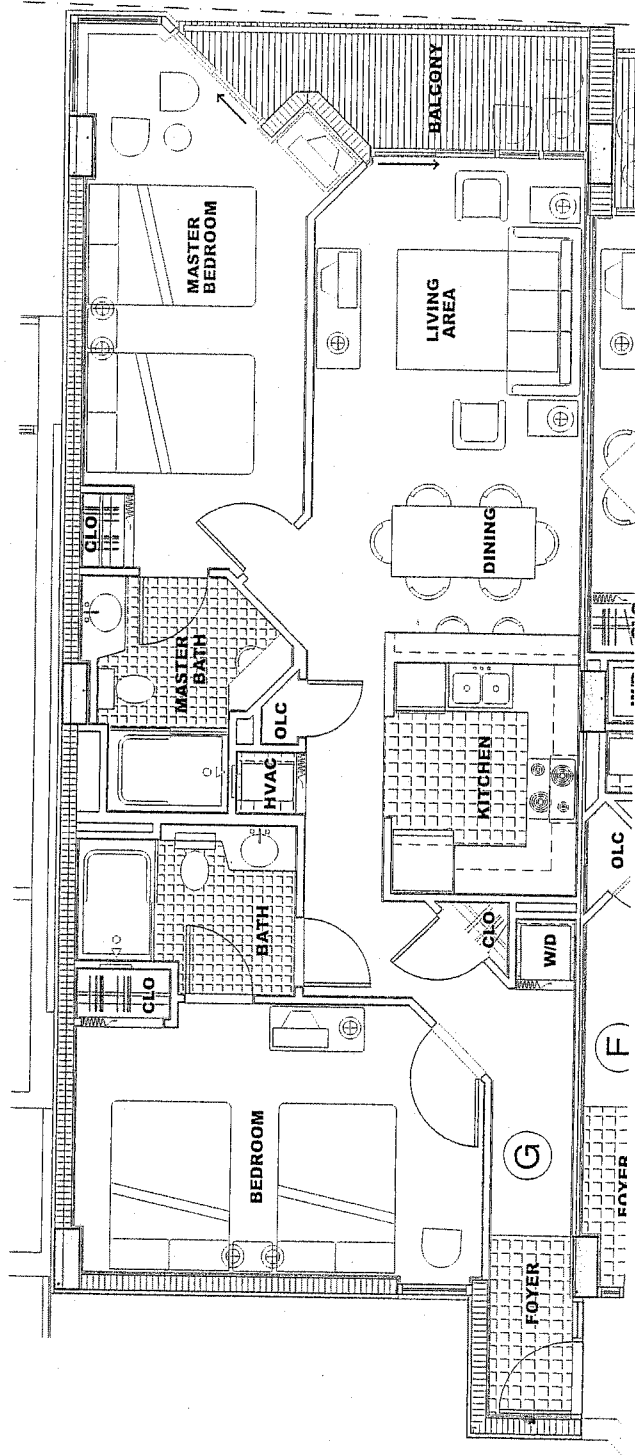 BALCONY
MASTER
BEDROOM
LIVING
AREA
CLO
DINING
MASTER
BATH
OLC
HVAC
KITCHEN
BATH
CLO
W/D
CLO
OLC
BEDROOM
G
F
FOYER
FOYER